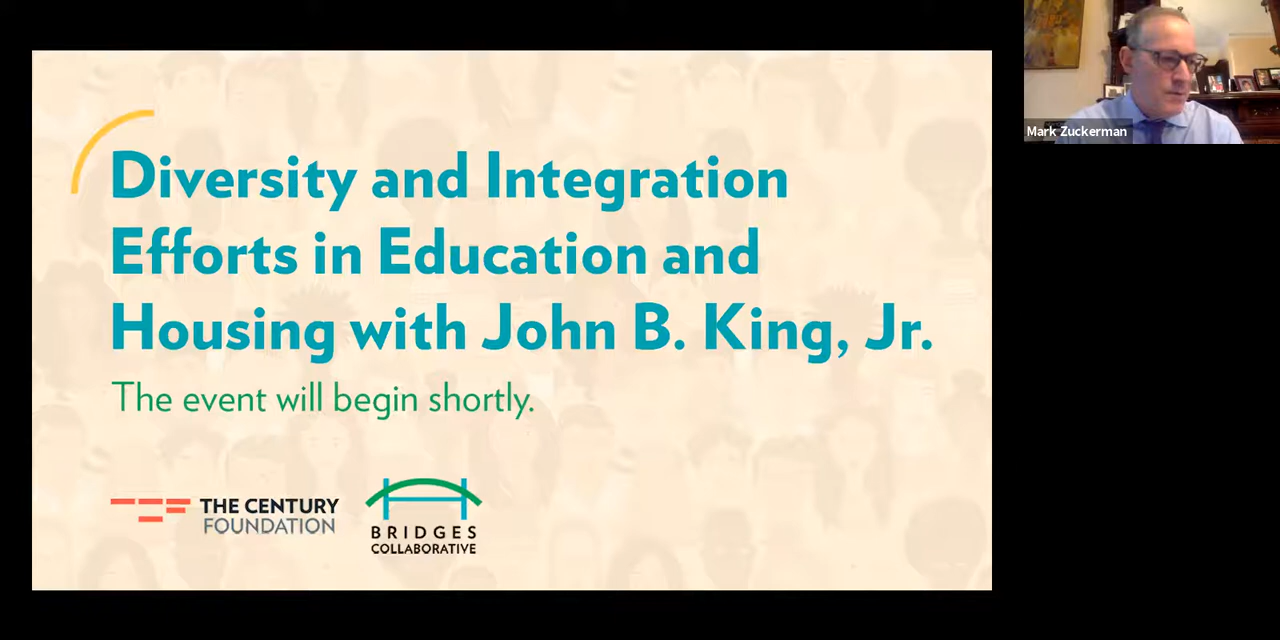 Diversity and Integration
Efforts in Education and
Housing with John B. King, Jr.
The event will begin shortly.
THE CENTURY
FOUNDATION
BRIDGES
COLLABORATIVE
Mark Zuckerman